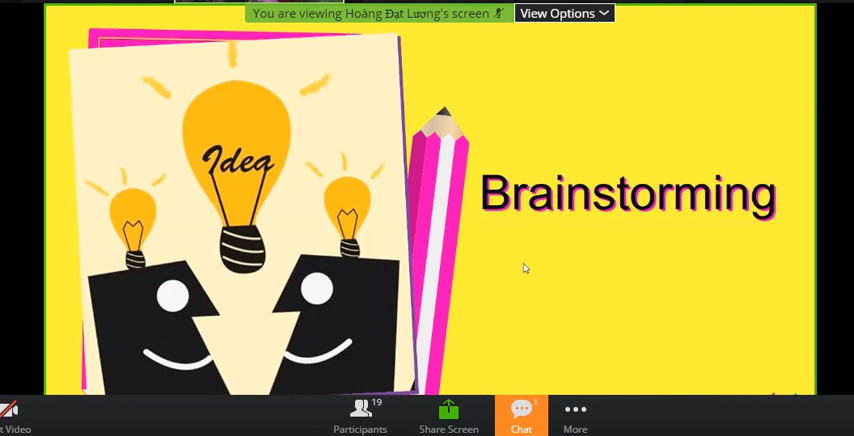 You are viewing Hoàng Đạt Lương's screen
View Options
Idea
Brainstorming
t Video
Participants
19
Share Screen
Chat
1
More